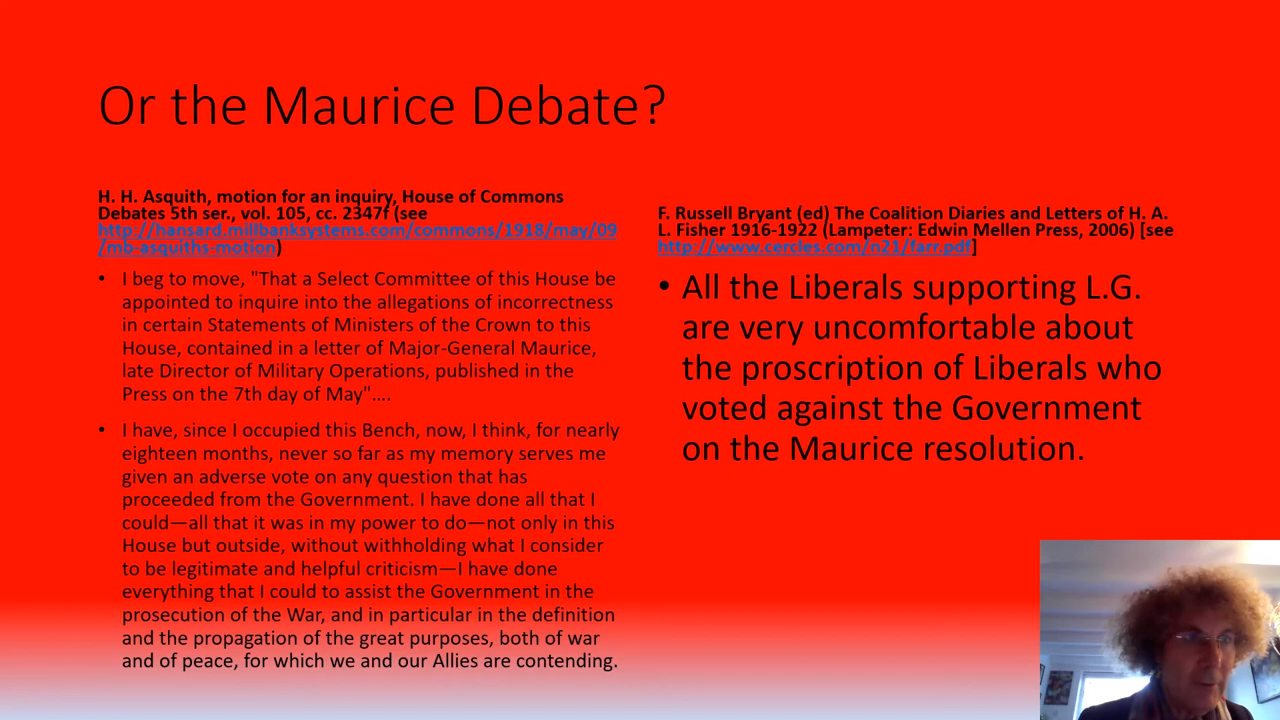 Or the Maurice Debate?
H. H. Asquith, motion for an inquiry, House of Commons
Debates 5th ser., vol. 105, cc. 2347f (see
http://hansard.millbanksystems.com/commons/1918/may/09
/mb-asquiths-motion)
• I beg to move, "That a Select Committee of this House be
appointed to inquire into the allegations of incorrectness
in certain Statements of Ministers of the Crown to this
House, contained in a letter of Major-General Maurice,
late Director of Military Operations, published in the
Press on the 7th day of May"….
• I have, since I occupied this Bench, now, I think, for nearly
eighteen months, never so far as my memory serves me
given an adverse vote on any question that has
proceeded from the Government. I have done all that I
could—all that it was in my power to do—not only in this
House but outside, without withholding what I consider
to be legitimate and helpful criticism—I have done
everything that I could to assist the Government in the
prosecution of the War, and in particular in the definition
and the propagation of the great purposes, both of war
and of peace, for which we and our Allies are contending.
F. Russell Bryant (ed) The Coalition Diaries and Letters of H. A.
L. Fisher 1916-1922 (Lampeter: Edwin Mellen Press, 2006) [see
http://www.cercles.com/n21/farr.pdf]
• All the Liberals supporting L.G.
are very uncomfortable about
the proscription of Liberals who
voted against the Government
on the Maurice resolution.